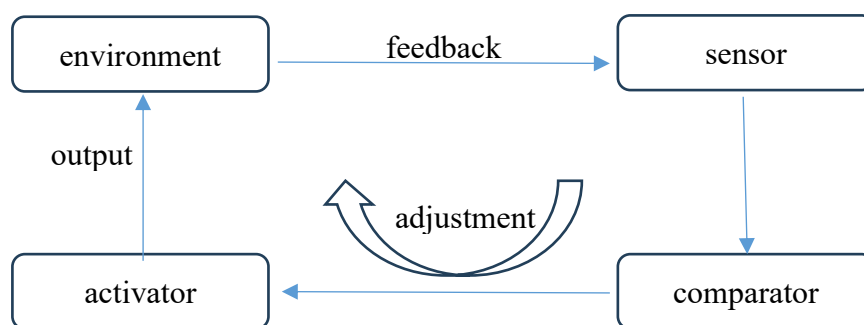 environment
feedback
sensor
output
adjustment
activator
comparator